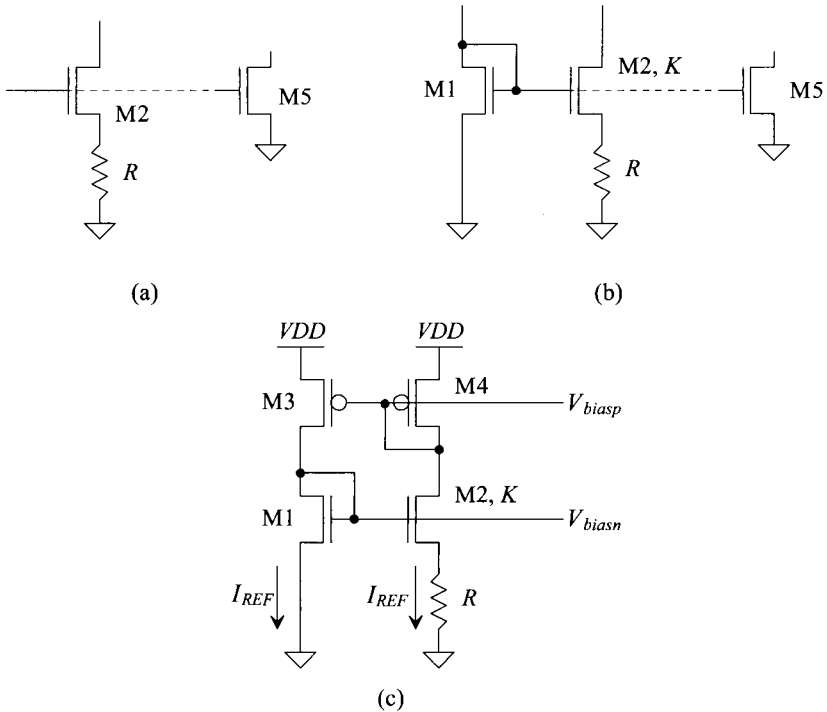 M2
M5
R
(a)
M1
M2, K
M5
R
(b)
VDD
VDD
M3
M4
V_biasp
M1
M2, K
V_biasn
I_REF
I_REF
R
(c)